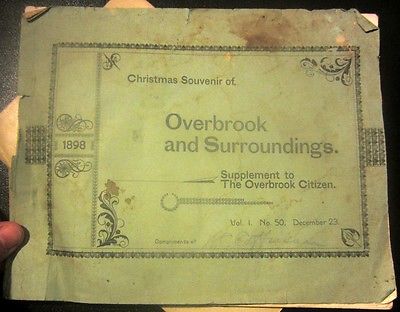 Christmas Souvenir of.
1898
Overbrook
and Surroundings.
Supplement to
The Overbrook Citizen.
Vol. 1. No. 50. December 23.
Compliments of